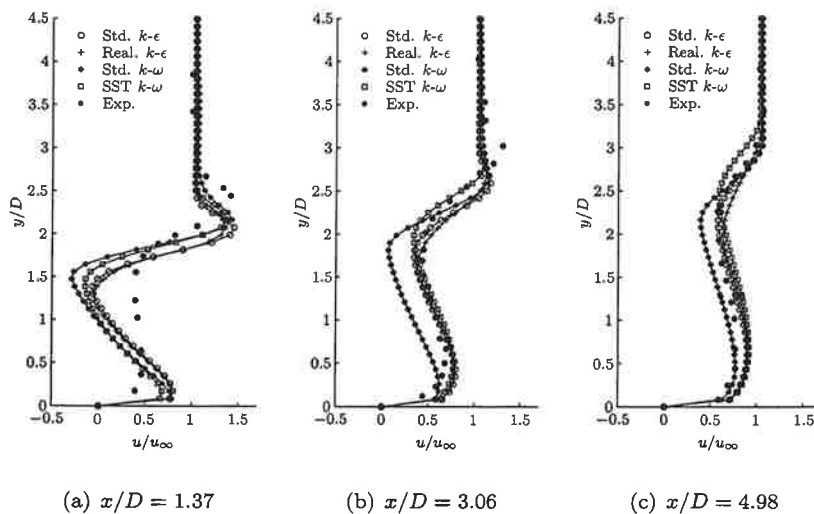 4.5
4
3.5
3
2.5
2
1.5
1
0.5
0
y/D
−0.5 0 0.5 1 1.5
u/u∞
Std. k-ϵ
Real. k-ϵ
Std. k-ω
SST k-ω
Exp.
(a) x/D = 1.37
4.5
4
3.5
3
2.5
2
1.5
1
0.5
0
y/D
−0.5 0 0.5 1 1.5
u/u∞
Std. k-ϵ
Real. k-ϵ
Std. k-ω
SST k-ω
Exp.
(b) x/D = 3.06
4.5
4
3.5
3
2.5
2
1.5
1
0.5
0
y/D
−0.5 0 0.5 1 1.5
u/u∞
Std. k-ϵ
Real. k-ϵ
Std. k-ω
SST k-ω
Exp.
(c) x/D = 4.98